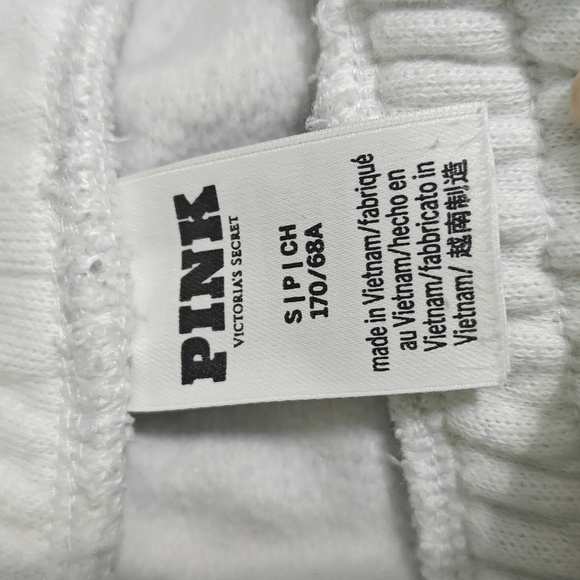 PINK
VICTORIA'S SECRET
S | P | CH
170/68A
made in Vietnam/fabriqué
au Vietnam/hecho en
Vietnam/fabbricato in
Vietnam/ 越南制造